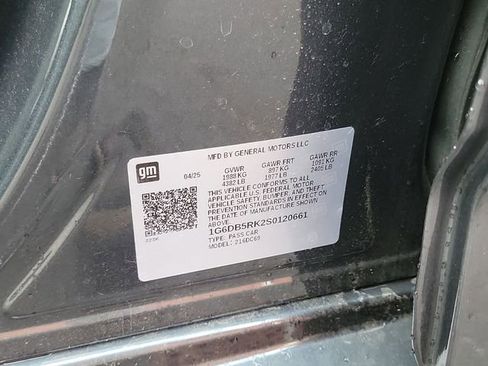 MFD BY GENERAL MOTORS LLC
gm
04/25
GVWR GAWR FRT GAWR RR
1988 KG 897 KG 1091 KG
4382 LB 1977 LB 2405 LB
THIS VEHICLE CONFORMS TO ALL
APPLICABLE U.S. FEDERAL MOTOR
VEHICLE SAFETY, BUMPER, AND THEFT
PREVENTION STANDARDS IN EFFECT ON
THE DATE OF MANUFACTURE SHOWN
ABOVE.
1G6DB5RK2S0120661
TYPE: PASS CAR
MODEL: 216DC69